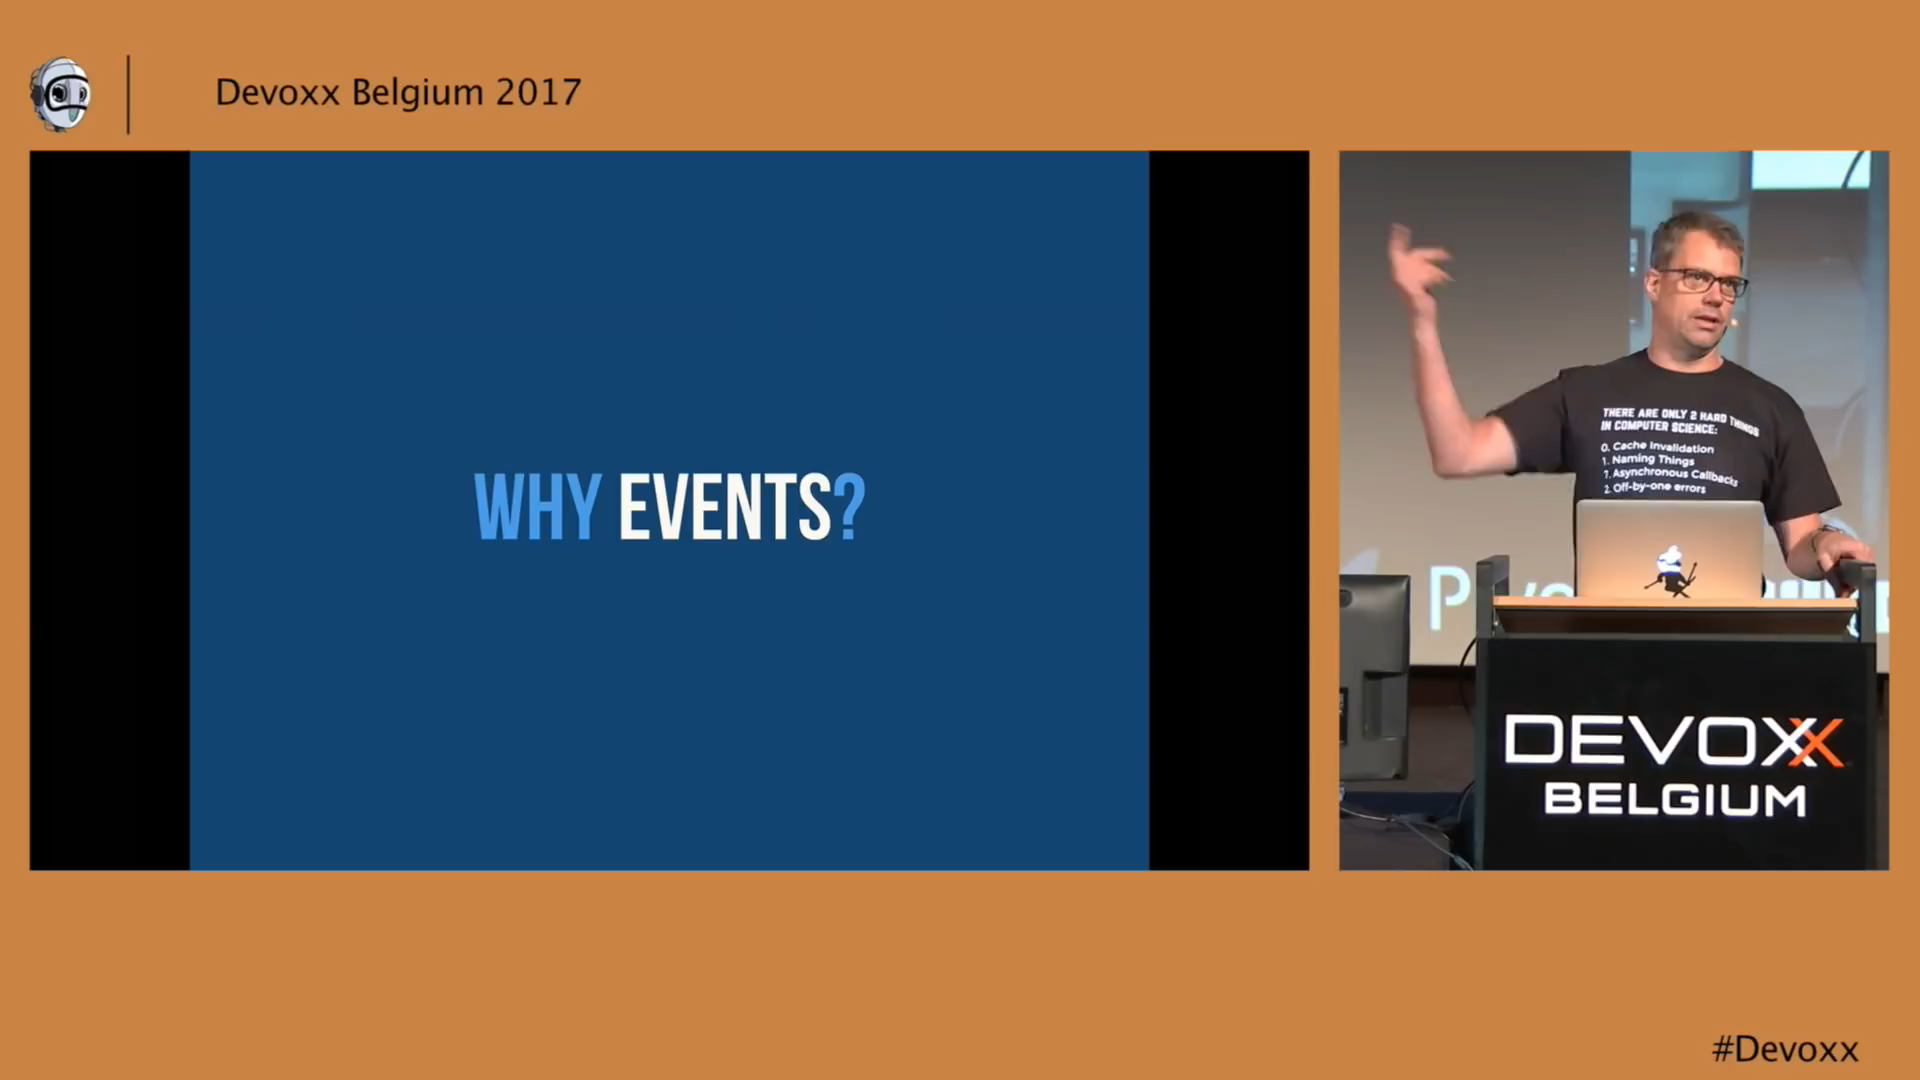 Devoxx Belgium 2017
WHY EVENTS?
THERE ARE ONLY 2 HARD THINGS
IN COMPUTER SCIENCE:
0. Cache Invalidation
1. Naming Things
7. Asynchronous Callbacks
2. Off-by-one errors
DEVOXX
BELGIUM
#Devoxx